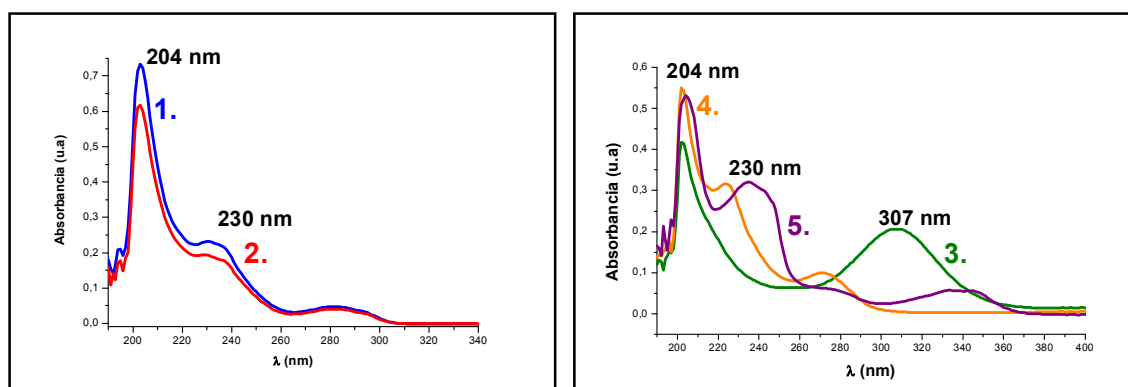 204 nm
1.
0,7
0,6
0,5
0,4
0,3
0,2
0,1
0,0
Absorbancia (u.a)
230 nm
2.
200 220 240 260 280 300 320 340
λ (nm)
0,6
0,5
0,4
0,3
0,2
0,1
0,0
Absorbancia (u.a)
204 nm
4.
230 nm
5.
307 nm
3.
200 220 240 260 280 300 320 340 360 380 400
λ (nm)